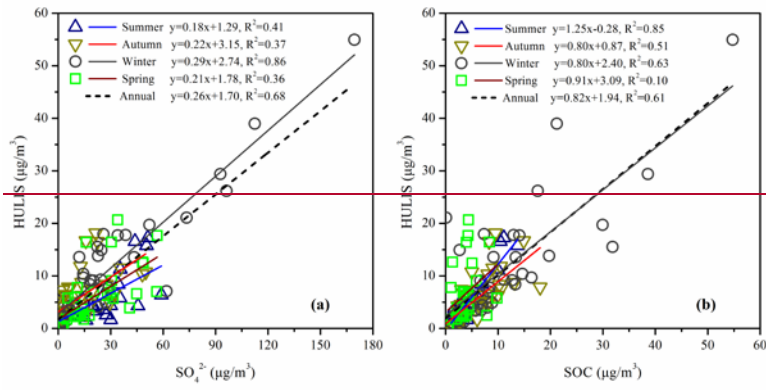 Summer y=0.18x+1.29, R²=0.41
Autumn y=0.22x+3.15, R²=0.37
Winter y=0.29x+2.74, R²=0.86
Spring y=0.21x+1.78, R²=0.36
Annual y=0.26x+1.70, R²=0.68
60
50
40
30
20
10
0
HULIS (μg/m³)
(a)
0 30 60 90 120 150 180
SO₄²⁻ (μg/m³)
Summer y=1.25x-0.28, R²=0.85
Autumn y=0.80x+0.87, R²=0.51
Winter y=0.80x+2.40, R²=0.63
Spring y=0.91x+3.09, R²=0.10
Annual y=0.82x+1.94, R²=0.61
60
50
40
30
20
10
0
HULIS (μg/m³)
(b)
0 10 20 30 40 50 60
SOC (μg/m³)